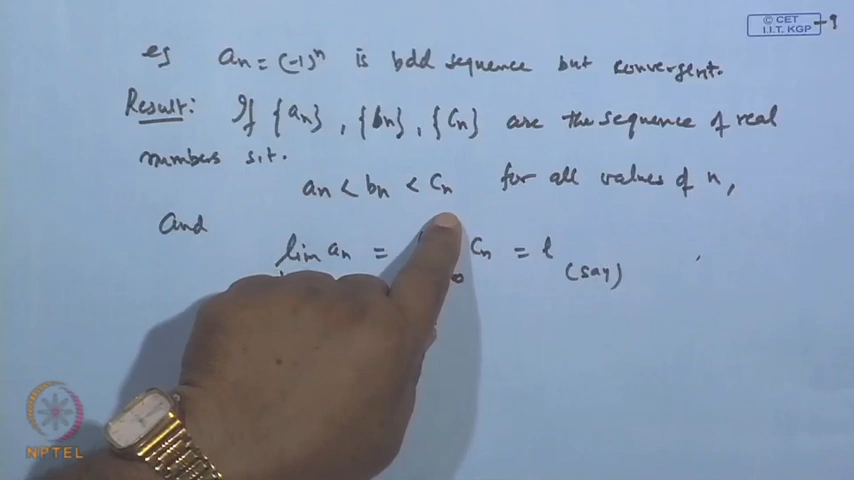 © CET
I.I.T. KGP
-9
eg an = (-1)^n is bdd sequence but convergent.
Result: If {an}, {bn}, {Cn} are the sequence of real
numbers s.t.
an < bn < Cn for all values of n,
And
lim an = Cn = l (say)
NPTEL